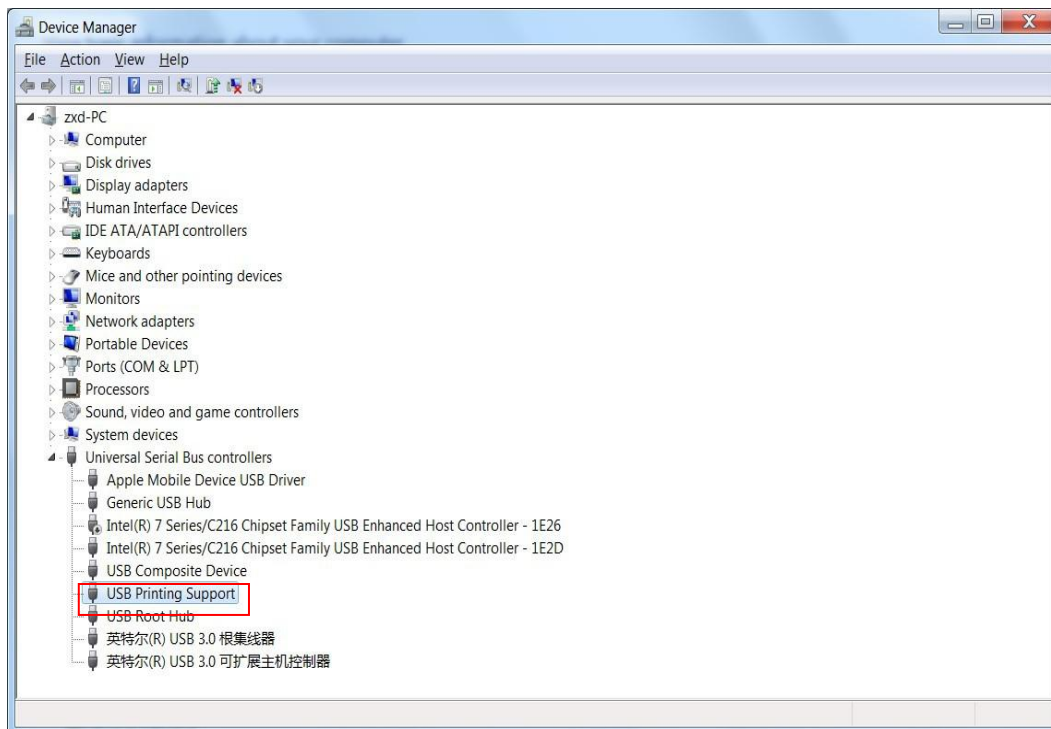 Device Manager
File Action View Help
zxd-PC
Computer
Disk drives
Display adapters
Human Interface Devices
IDE ATA/ATAPI controllers
Keyboards
Mice and other pointing devices
Monitors
Network adapters
Portable Devices
Ports (COM & LPT)
Processors
Sound, video and game controllers
System devices
Universal Serial Bus controllers
Apple Mobile Device USB Driver
Generic USB Hub
Intel(R) 7 Series/C216 Chipset Family USB Enhanced Host Controller - 1E26
Intel(R) 7 Series/C216 Chipset Family USB Enhanced Host Controller - 1E2D
USB Composite Device
USB Printing Support
USB Root Hub
英特尔(R) USB 3.0 根集线器
英特尔(R) USB 3.0 可扩展主机控制器